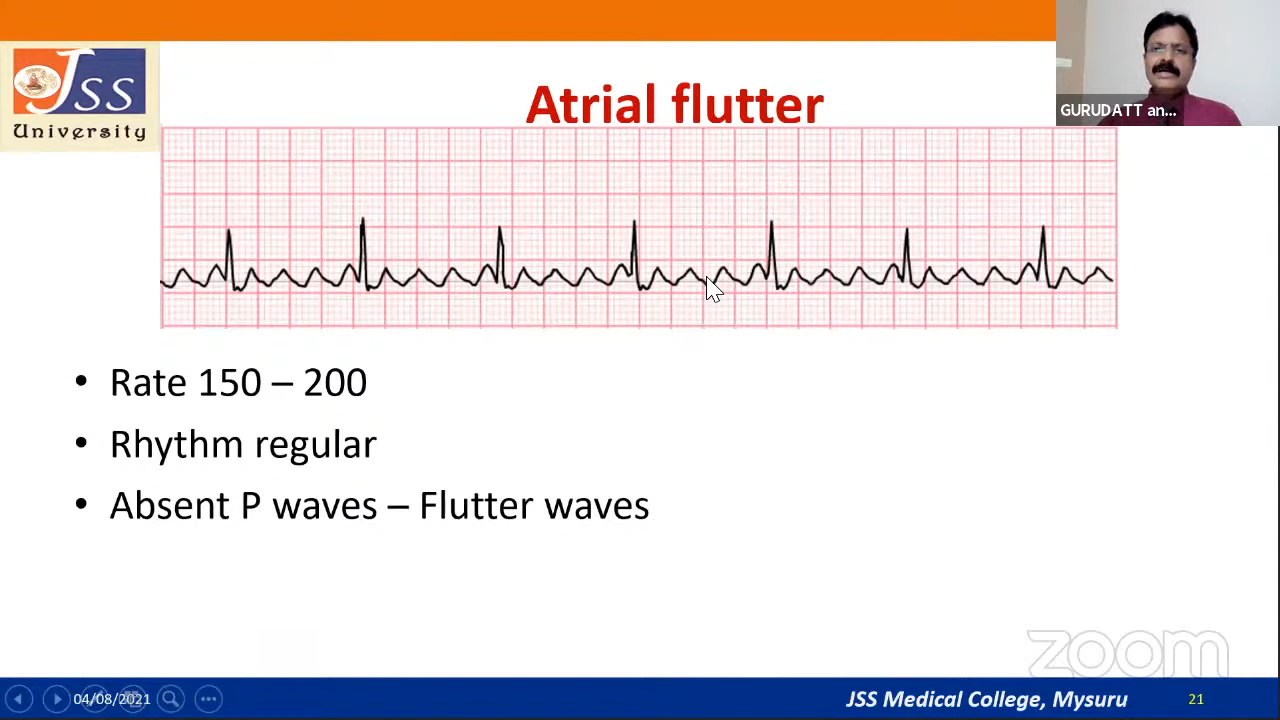 JSS
University
Atrial flutter
GURUDATT an...
• Rate 150 – 200
• Rhythm regular
• Absent P waves – Flutter waves
zoom
04/08/2021
JSS Medical College, Mysuru
21